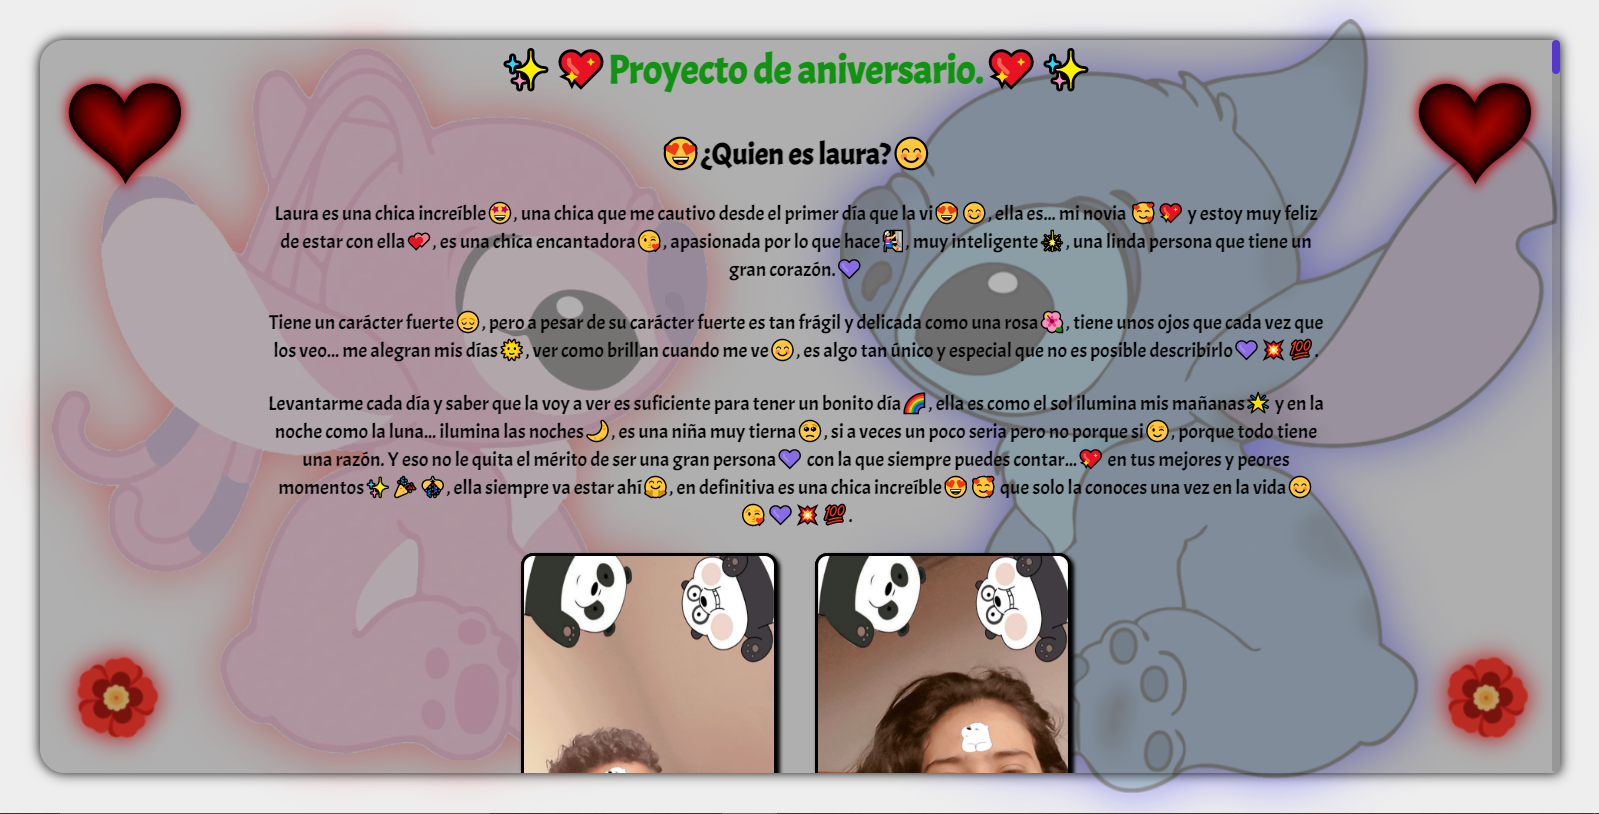 ✨💖Proyecto de aniversario.💖✨
😍¿Quien es laura?😊
Laura es una chica increíble🤩, una chica que me cautivo desde el primer día que la vi😍😊, ella es... mi novia 🥰💖 y estoy muy feliz
de estar con ella💞, es una chica encantadora😘, apasionada por lo que hace💃, muy inteligente🌟, una linda persona que tiene un
gran corazón.💜
Tiene un carácter fuerte😔, pero a pesar de su carácter fuerte es tan frágil y delicada como una rosa🌺, tiene unos ojos que cada vez que
los veo... me alegran mis días🌞, ver como brillan cuando me ve😊, es algo tan único y especial que no es posible describirlo💜💥💯.
Levantarme cada día y saber que la voy a ver es suficiente para tener un bonito día🌈, ella es como el sol ilumina mis mañanas🌟 y en la
noche como la luna... ilumina las noches🌙, es una niña muy tierna🥺, si a veces un poco seria pero no porque si😉, porque todo tiene
una razón. Y eso no le quita el mérito de ser una gran persona💜 con la que siempre puedes contar...💖 en tus mejores y peores
momentos✨🎉🎊, ella siempre va estar ahí🤗, en definitiva es una chica increíble😍🥰 que solo la conoces una vez en la vida😊
😘💜💥💯.